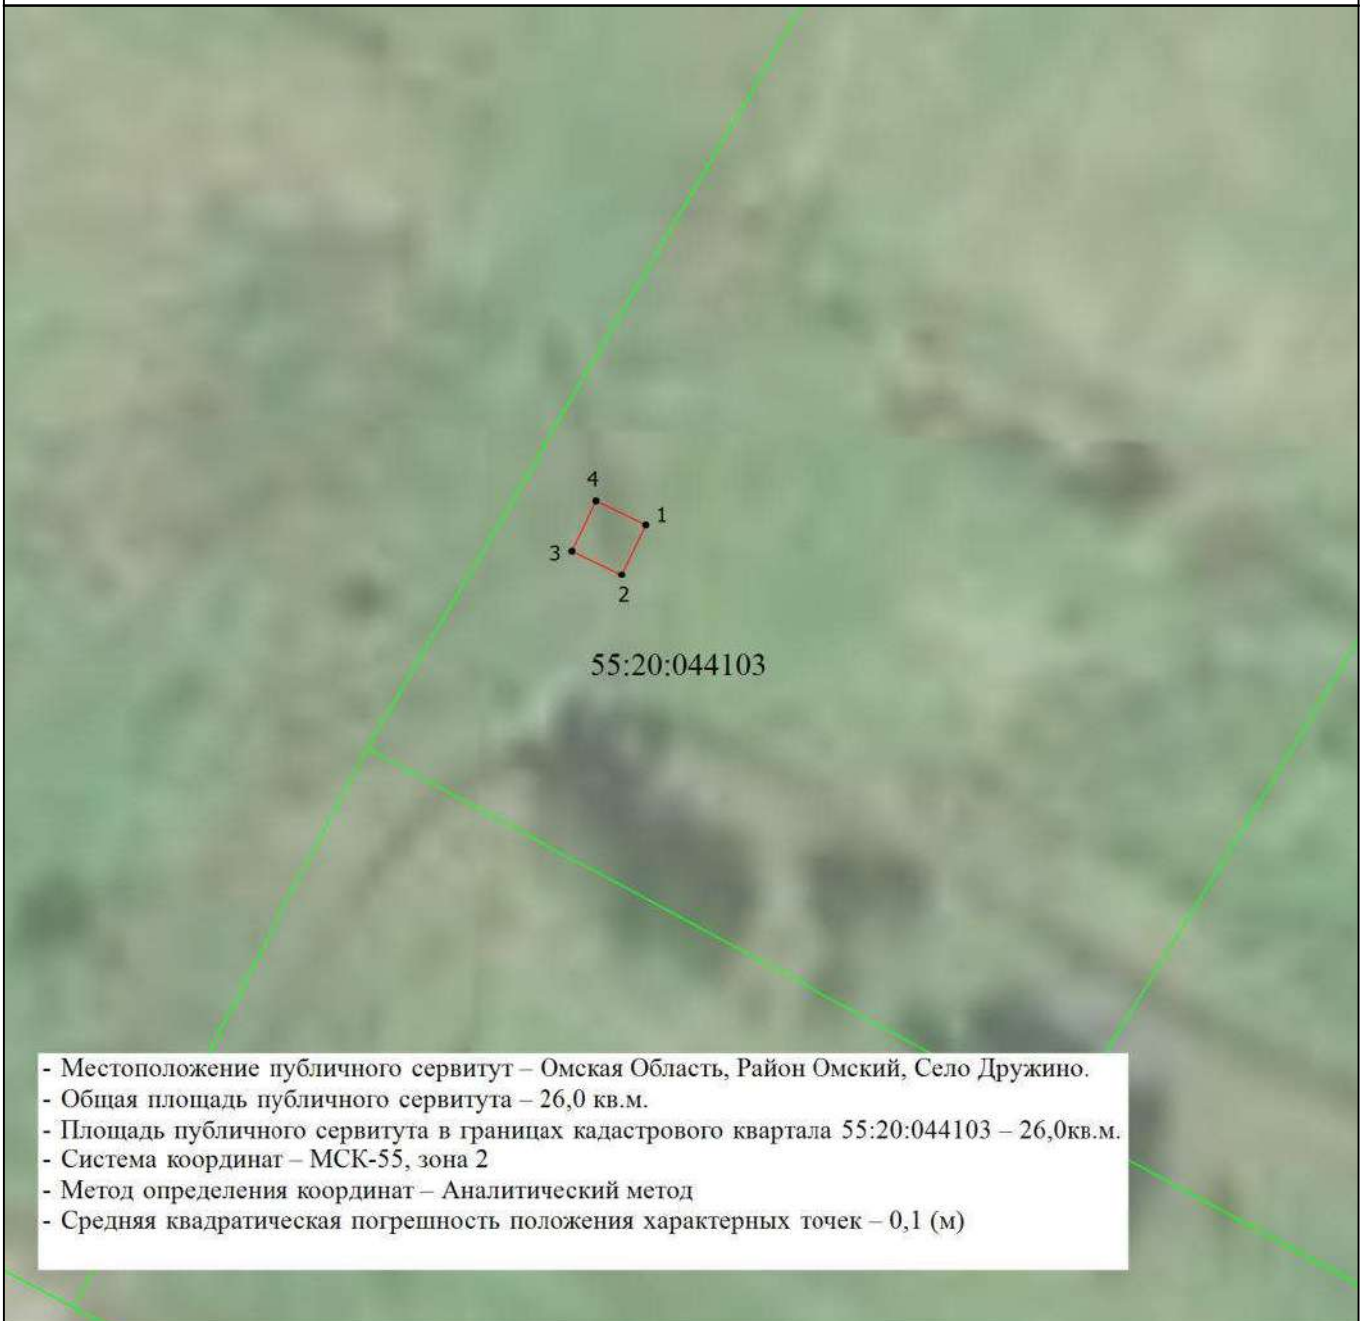 4
1
3
2
55:20:044103
- Местоположение публичного сервитут – Омская Область, Район Омский, Село Дружино.
- Общая площадь публичного сервитута – 26,0 кв.м.
- Площадь публичного сервитута в границах кадастрового квартала 55:20:044103 – 26,0кв.м.
- Система координат – МСК-55, зона 2
- Метод определения координат – Аналитический метод
- Средняя квадратическая погрешность положения характерных точек – 0,1 (м)